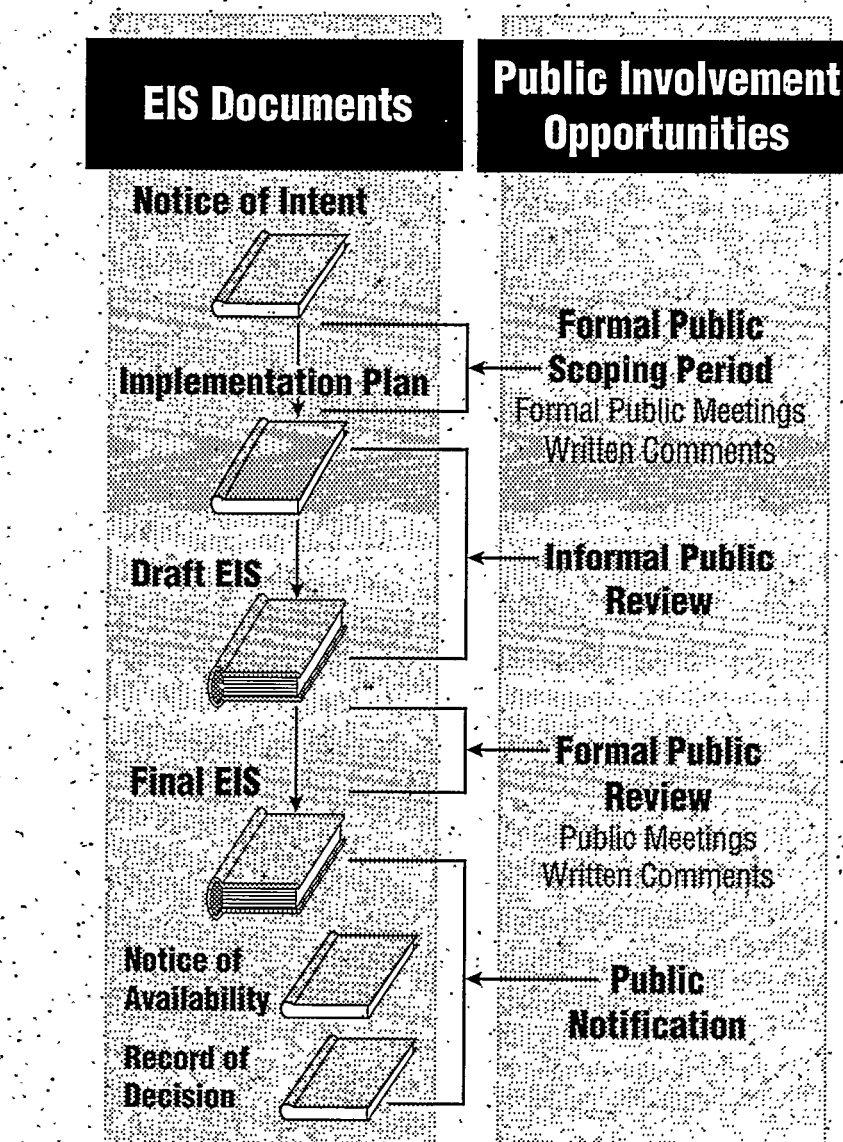 EIS Documents
Public Involvement
Opportunities
Notice of Intent
Implementation Plan
Draft EIS
Final EIS
Notice of
Availability
Record of
Decision
Formal Public
Scoping Period
Formal Public Meetings
Written Comments
Informal Public
Review
Formal Public
Review
Public Meetings
Written Comments
Public
Notification